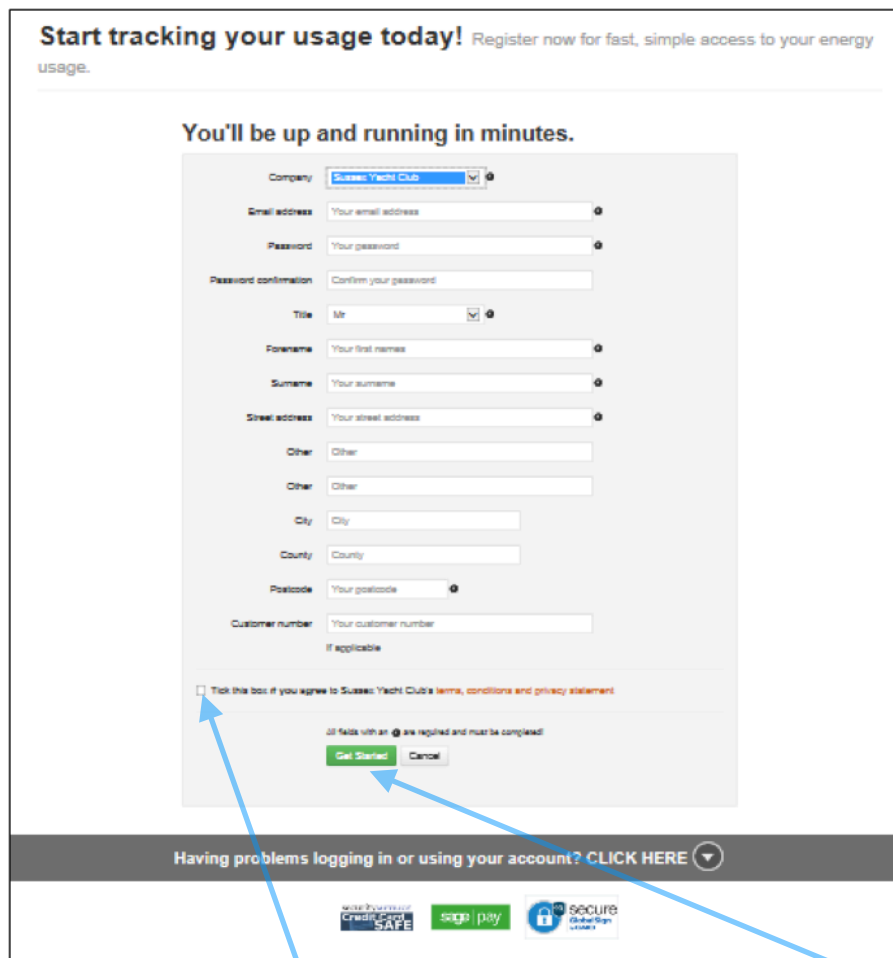 Start tracking your usage today! Register now for fast, simple access to your energy
usage.
You'll be up and running in minutes.
Company Sussex Yacht Club
Email address Your email address
Password Your password
Password confirmation Confirm your password
Title Mr
Forename Your first names
Surname Your surname
Street address Your street address
Other Other
Other Other
City City
County County
Postcode Your postcode
Customer number Your customer number
If applicable
Tick this box if you agree to Sussex Yacht Club's terms, conditions and privacy statement
All fields with an are required and must be completed!
Get Started Cancel
Having problems logging in or using your account? CLICK HERE
Credit Card SAFE
sage pay
secure
GlobalSign